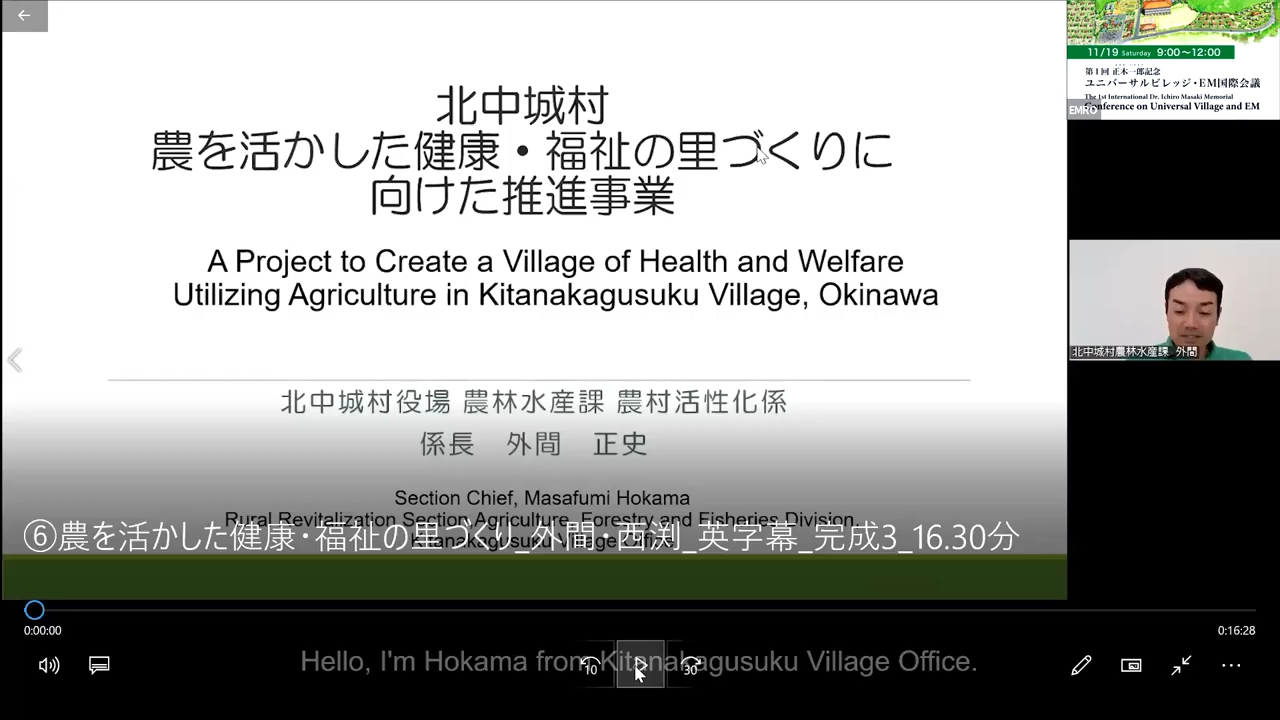 北中城村
農を活かした健康・福祉の里づくりに
向けた推進事業
A Project to Create a Village of Health and Welfare
Utilizing Agriculture in Kitanakagusuku Village, Okinawa
北中城村役場 農林水産課 農村活性化係
係長 外間 正史
Section Chief, Masafumi Hokama
Rural Revitalization Section Agriculture, Forestry and Fisheries Division,
Kitanakagusuku Village Office
⑥農を活かした健康・福祉の里づくり_外間・西渕_英字幕_完成3_16.30分
11/19 Saturday 9:00~12:00
第1回 正木一郎記念
ユニバーサルビレッジ・EM国際会議
The 1st International Dr. Ichiro Masaki Memorial
Conference on Universal Village and EM
EMRO
北中城村農林水産課 外間
0:00:00
0:16:28
Hello, I'm Hokama from Kitanakagusuku Village Office.
10
30